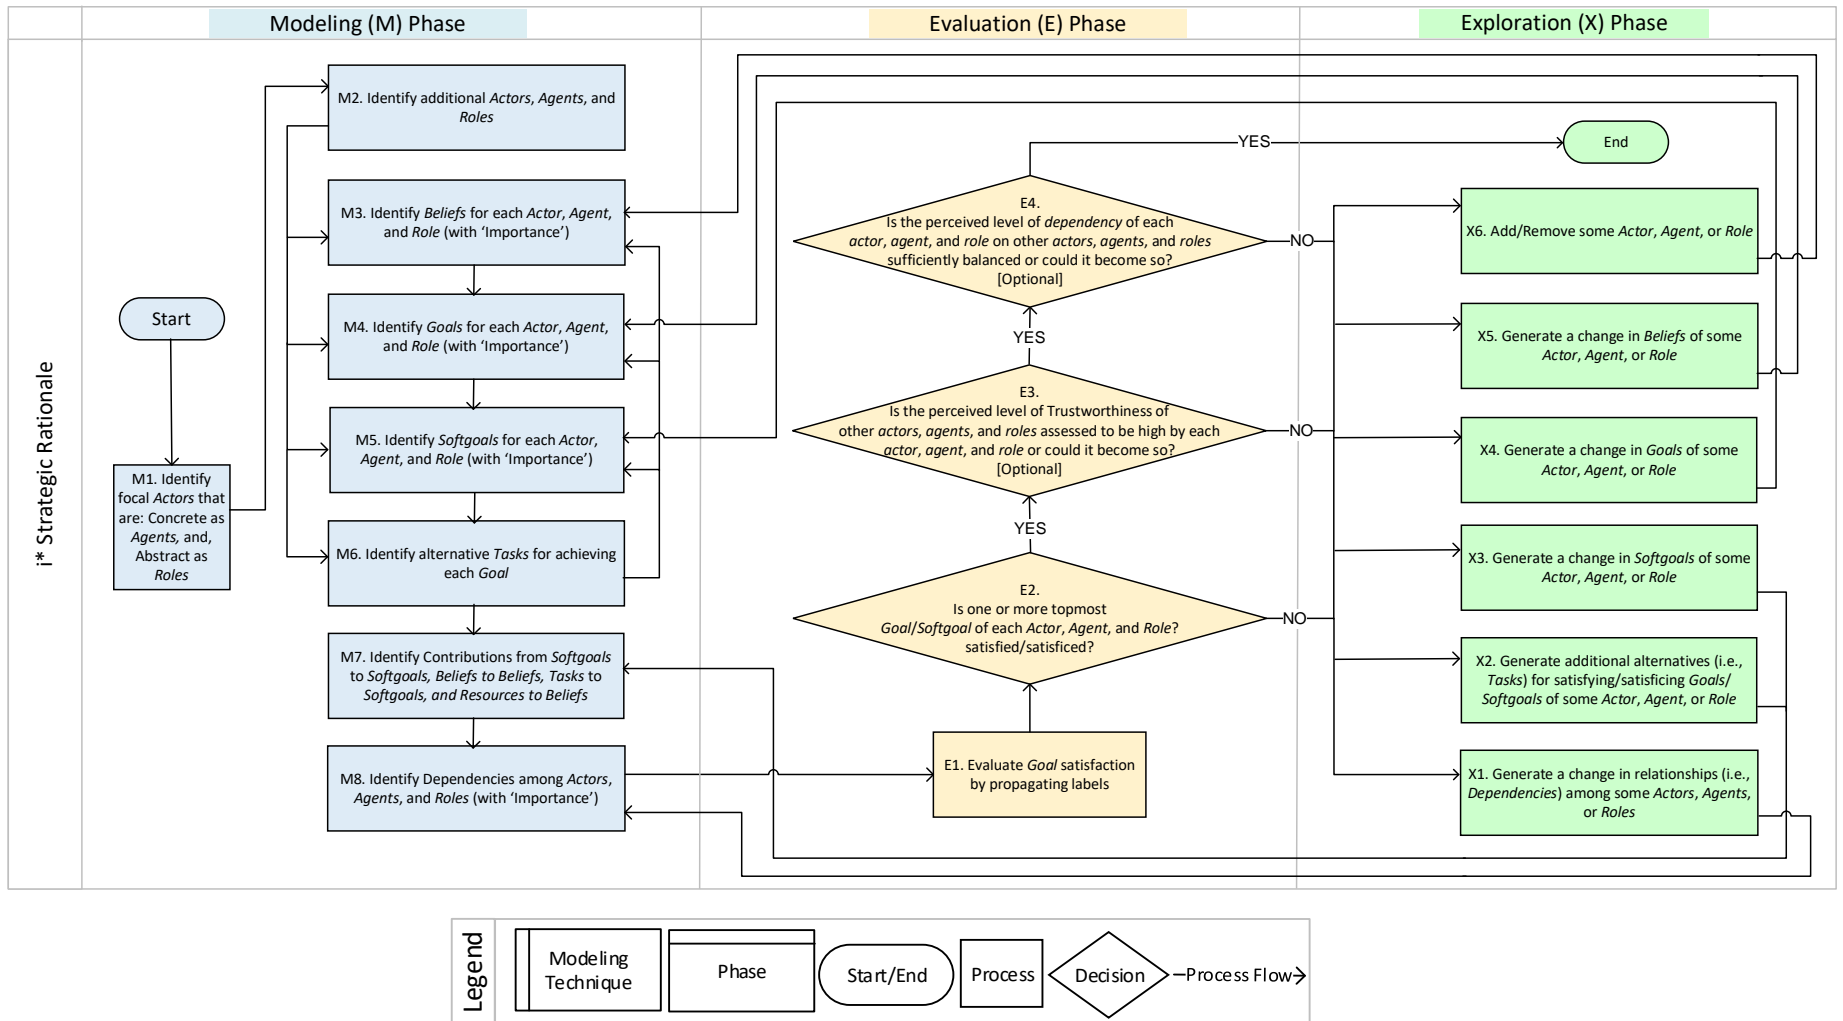 Modeling (M) Phase
Evaluation (E) Phase
Exploration (X) Phase
i* Strategic Rationale
Start
M1. Identify
focal Actors that
are: Concrete as
Agents, and,
Abstract as
Roles
M2. Identify additional Actors, Agents, and
Roles
M3. Identify Beliefs for each Actor, Agent,
and Role (with ‘Importance’)
M4. Identify Goals for each Actor, Agent,
and Role (with ‘Importance’)
M5. Identify Softgoals for each Actor,
Agent, and Role (with ‘Importance’)
M6. Identify alternative Tasks for achieving
each Goal
M7. Identify Contributions from Softgoals
to Softgoals, Beliefs to Beliefs, Tasks to
Softgoals, and Resources to Beliefs
M8. Identify Dependencies among Actors,
Agents, and Roles (with ‘Importance’)
YES
E4.
Is the perceived level of dependency of each
actor, agent, and role on other actors, agents, and roles
sufficiently balanced or could it become so?
[Optional]
NO
YES
E3.
Is the perceived level of Trustworthiness of
other actors, agents, and roles assessed to be high by each
actor, agent, and role or could it become so?
[Optional]
NO
YES
E2.
Is one or more topmost
Goal/Softgoal of each Actor, Agent, and Role?
satisfied/satisficed?
NO
E1. Evaluate Goal satisfaction
by propagating labels
End
X6. Add/Remove some Actor, Agent, or Role
X5. Generate a change in Beliefs of some
Actor, Agent, or Role
X4. Generate a change in Goals of some
Actor, Agent, or Role
X3. Generate a change in Softgoals of some
Actor, Agent, or Role
X2. Generate additional alternatives (i.e.,
Tasks) for satisfying/satisficing Goals/
Softgoals of some Actor, Agent, or Role
X1. Generate a change in relationships (i.e.,
Dependencies) among some Actors, Agents,
or Roles
Legend
Modeling
Technique
Phase
Start/End
Process
Decision
Process Flow